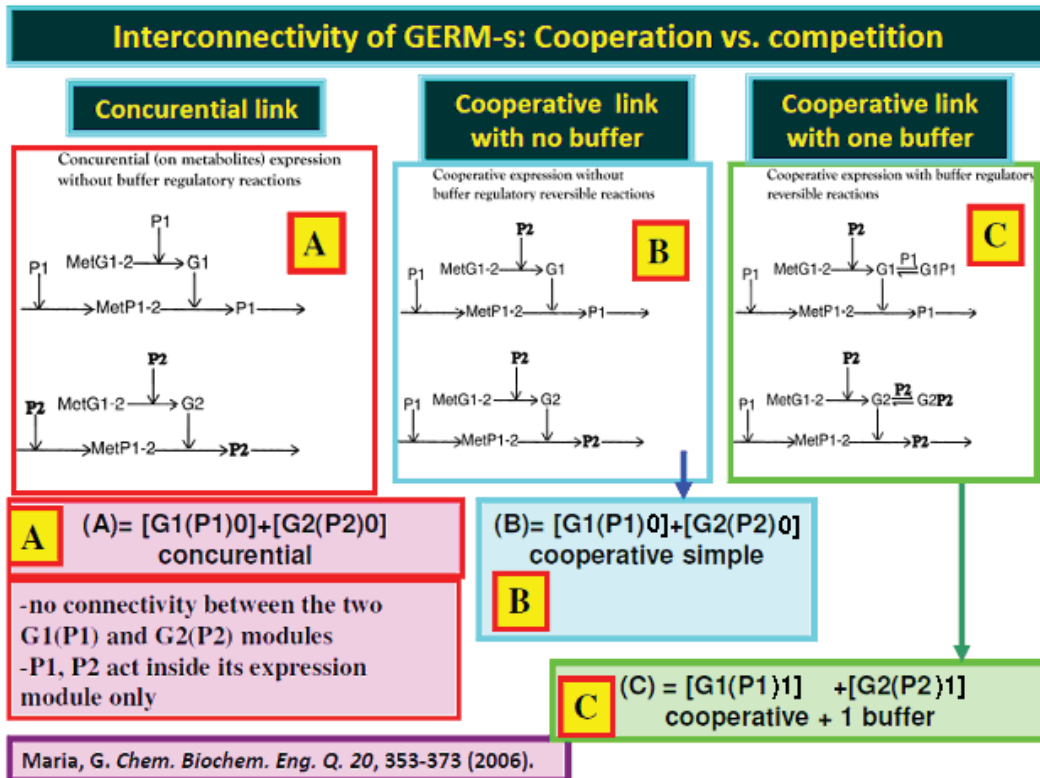 Interconnectivity of GERM-s: Cooperation vs. competition
Concurential link
Concurential (on metabolites) expression
without buffer regulatory reactions
A
P1
P1 MetG1-2 G1
MetP1-2 P1
P2
P2 MetG1-2 G2
MetP1-2 P2
Cooperative link
with no buffer
Cooperative expression without
buffer regulatory reversible reactions
B
P2
P1 MetG1-2 G1
MetP1-2 P1
P2
P1 MetG1-2 G2
MetP1-2 P2
Cooperative link
with one buffer
Cooperative expression with buffer regulatory
reversible reactions
C
P2
P1 MetG1-2 G1 P1 G1P1
MetP1-2 P1
P2
P1 MetG1-2 G2 P2 G2P2
MetP1-2 P2
A
(A)= [G1(P1)0]+[G2(P2)0]
concurential
-no connectivity between the two
G1(P1) and G2(P2) modules
-P1, P2 act inside its expression
module only
(B)= [G1(P1)0]+[G2(P2)0]
cooperative simple
B
C
(C) = [G1(P1)1] +[G2(P2)1]
cooperative + 1 buffer
Maria, G. Chem. Biochem. Eng. Q. 20, 353-373 (2006).